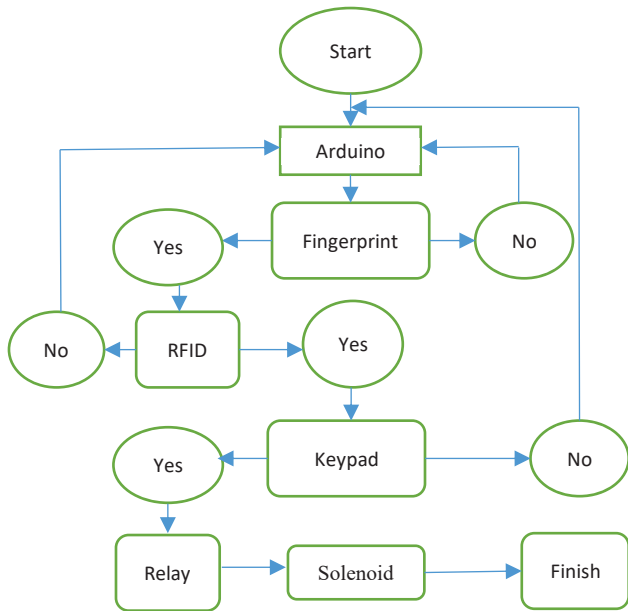 Start
Arduino
Yes
Fingerprint
No
No
RFID
Yes
Yes
Keypad
No
Relay
Solenoid
Finish